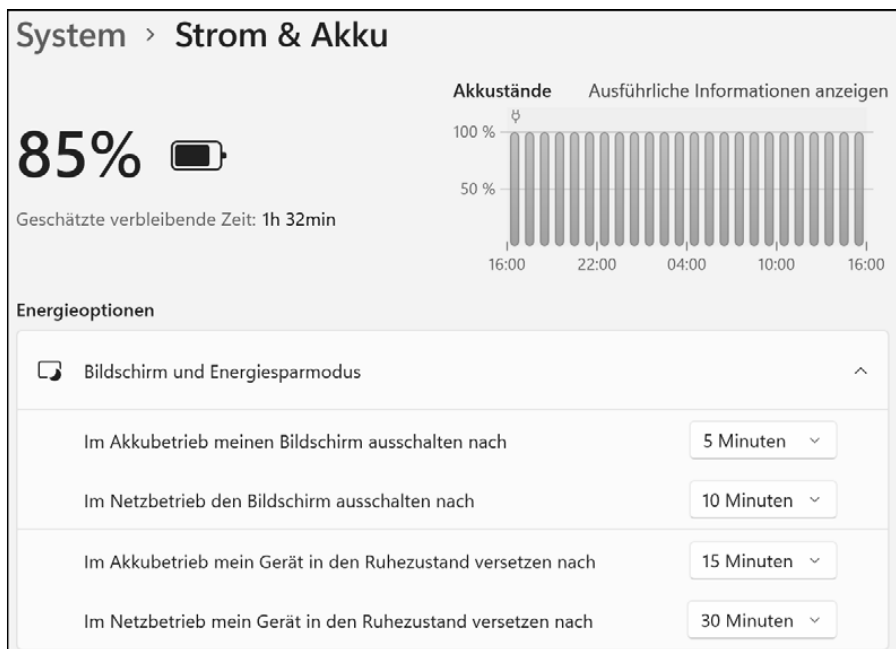 System > Strom & Akku
Akkustände Ausführliche Informationen anzeigen
100 %
85%
50 %
Geschätzte verbleibende Zeit: 1h 32min
16:00 22:00 04:00 10:00 16:00
Energieoptionen
Bildschirm und Energiesparmodus
Im Akkubetrieb meinen Bildschirm ausschalten nach 5 Minuten
Im Netzbetrieb den Bildschirm ausschalten nach 10 Minuten
Im Akkubetrieb mein Gerät in den Ruhezustand versetzen nach 15 Minuten
Im Netzbetrieb mein Gerät in den Ruhezustand versetzen nach 30 Minuten